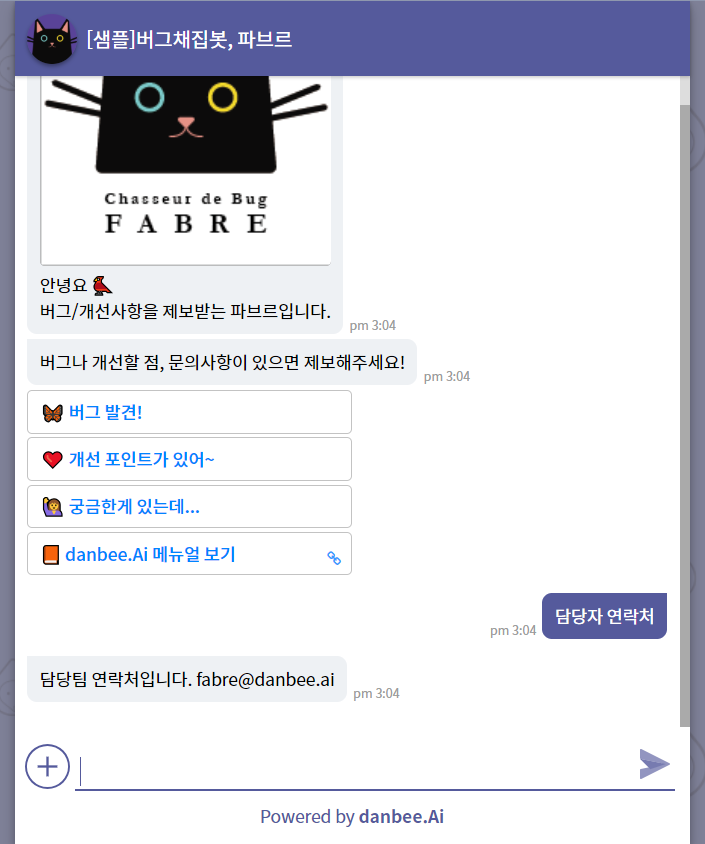 [샘플]버그채집봇, 파브르
Chasseur de Bug
FABRE
안녕요
버그/개선사항을 제보받는 파브르입니다.
pm 3:04
버그나 개선할 점, 문의사항이 있으면 제보해주세요!
pm 3:04
버그 발견!
개선 포인트가 있어~
궁금한게 있는데...
danbee.Ai 메뉴얼 보기
담당자 연락처
pm 3:04
담당팀 연락처입니다. fabre@danbee.ai
pm 3:04
Powered by danbee.Ai